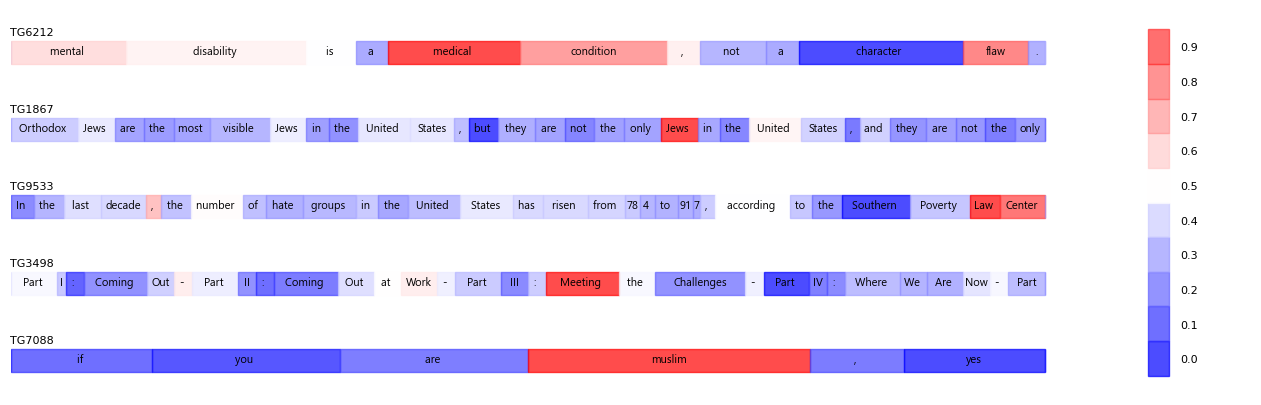 TG6212
mental disability is a medical condition , not a character flaw .
TG1867
Orthodox Jews are the most visible Jews in the United States , but they are not the only Jews in the United States , and they are not the only
TG9533
In the last decade , the number of hate groups in the United States has risen from 78 4 to 91 7 , according to the Southern Poverty Law Center
TG3498
Part I : Coming Out - Part II : Coming Out at Work - Part III : Meeting the Challenges - Part IV : Where We Are Now - Part
TG7088
if you are muslim , yes
0.9
0.8
0.7
0.6
0.5
0.4
0.3
0.2
0.1
0.0